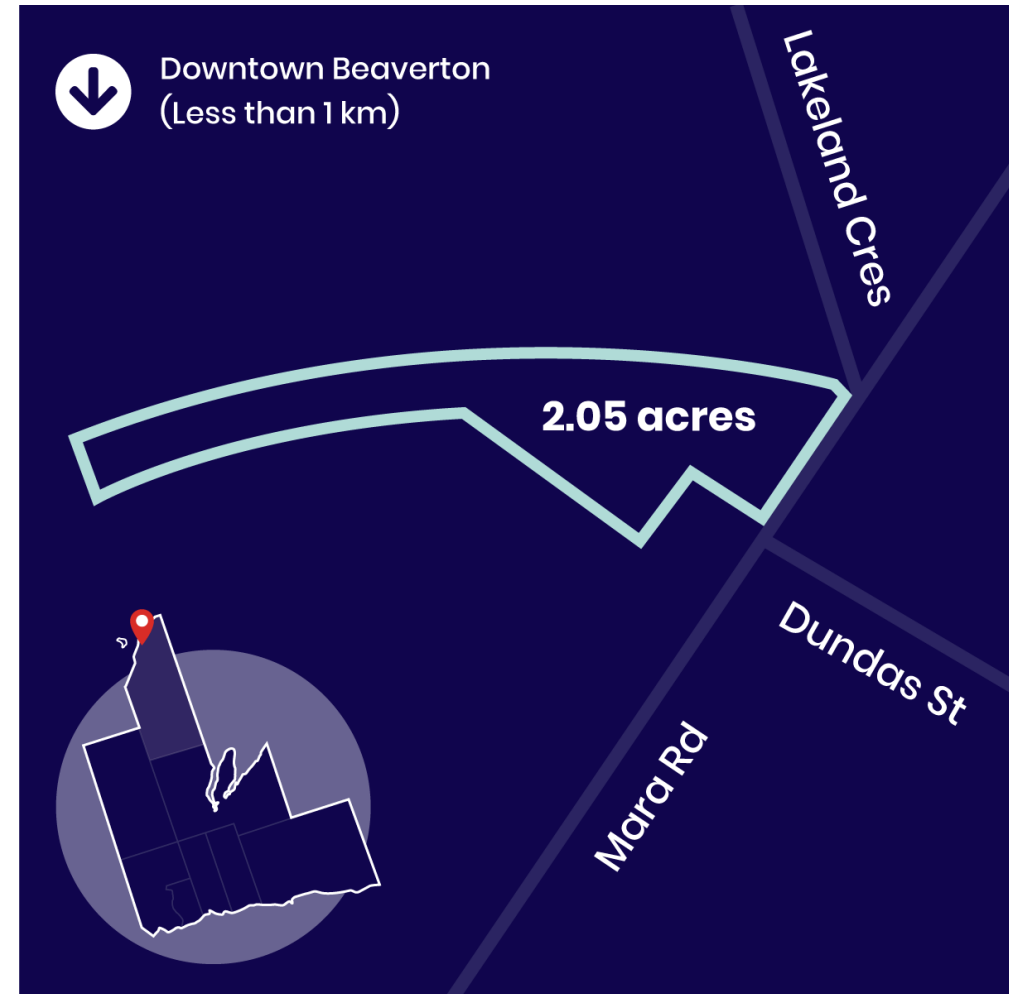 Downtown Beaverton
(Less than 1 km)
Lakeland Cres
2.05 acres
Dundas St
Mara Rd